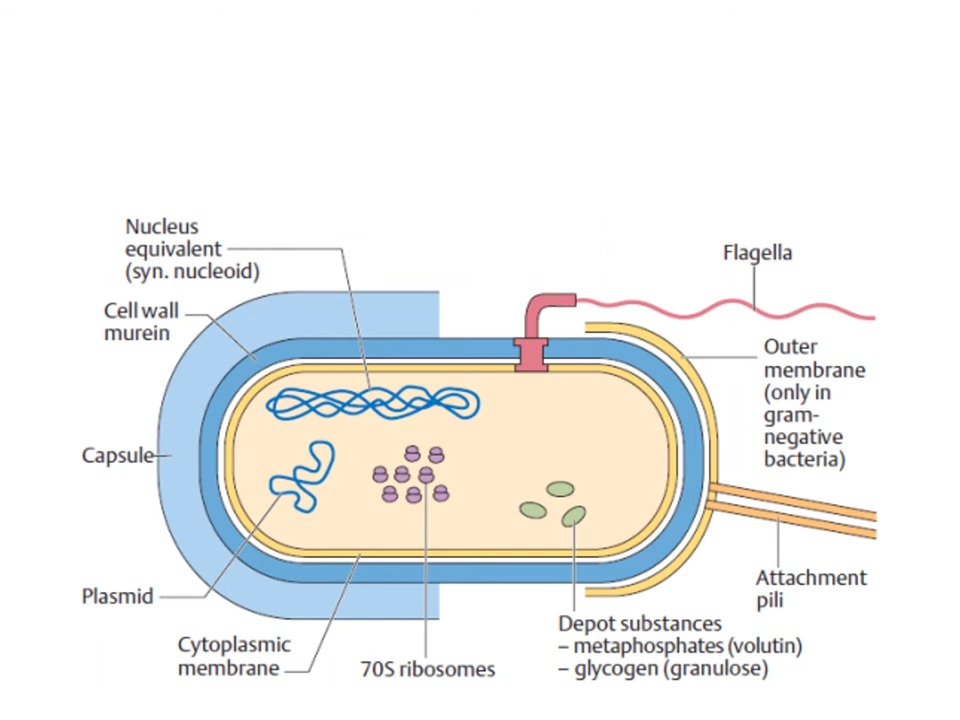 Nucleus
equivalent
(syn. nucleoid)
Flagella
Cell wall
murein
Outer
membrane
(only in
gram-
negative
bacteria)
Capsule
Attachment
pili
Plasmid
Depot substances
– metaphosphates (volutin)
– glycogen (granulose)
Cytoplasmic
membrane
70S ribosomes